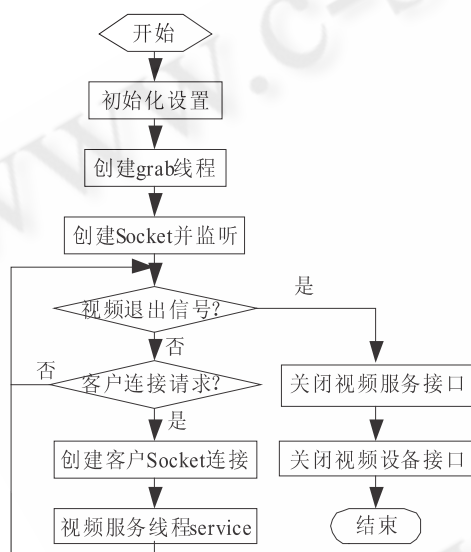 开始
初始化设置
创建grab线程
创建Socket并监听
视频退出信号?
是
否
客户连接请求?
否
是
关闭视频服务接口
创建客户Socket连接
关闭视频设备接口
视频服务线程service
结束
www.c-s